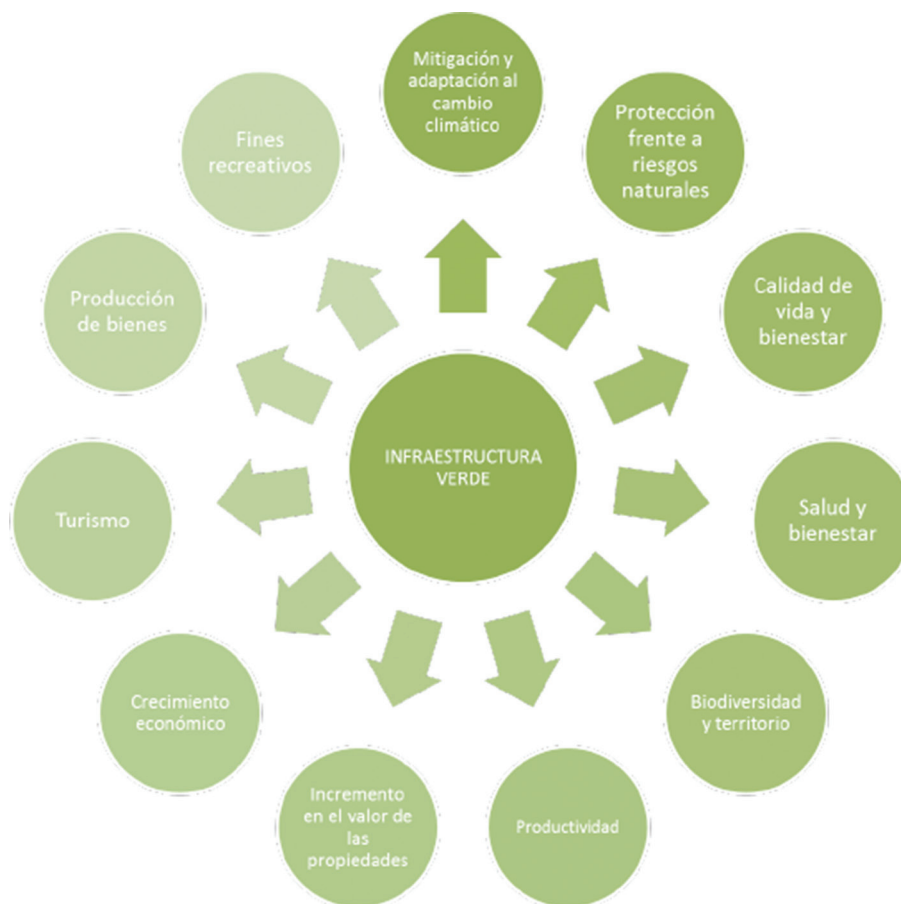 Mitigación y
adaptación al
cambio
climático
Protección
frente a
riesgos
naturales
Calidad de
vida y
bienestar
Salud y
bienestar
Biodiversidad
y territorio
Productividad
Incremento
en el valor de
las
propiedades
Crecimiento
económico
Turismo
Producción
de bienes
Fines
recreativos
INFRAESTRUCTURA
VERDE